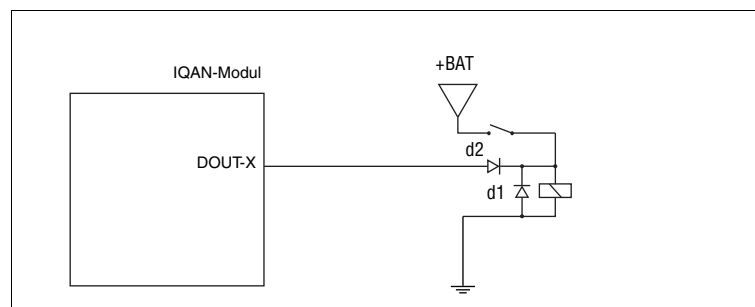 IQAN-Modul
+BAT
DOUT-X
d2
d1